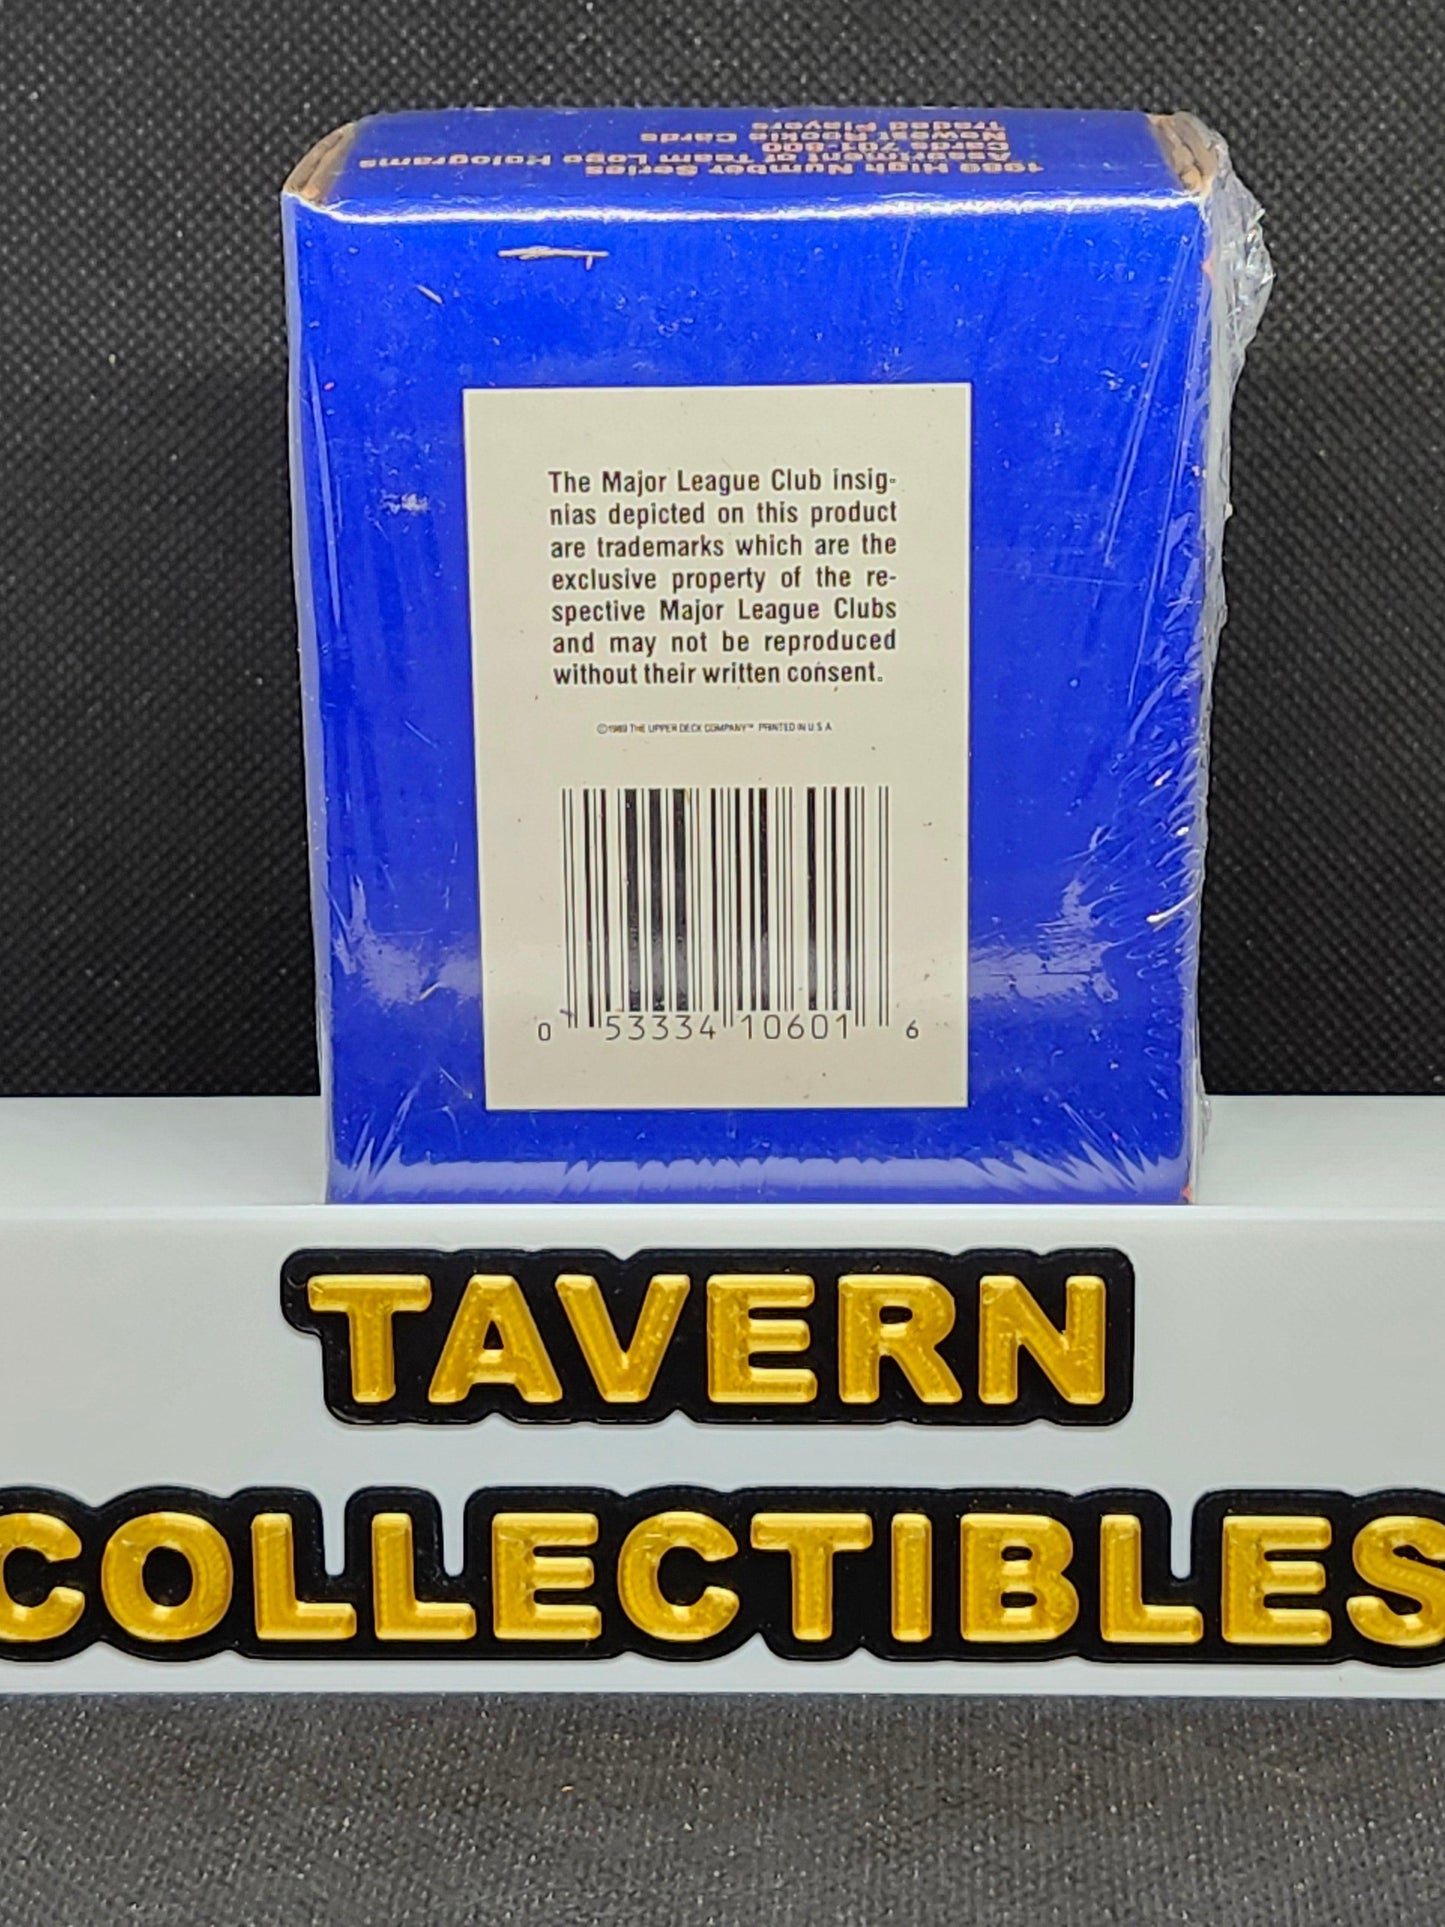 1989 High Number Series
Assortment of Team Logo Holograms
Cards 701-800
Newest Rookie Cards
Traded Players
The Major League Club insig-
nias depicted on this product
are trademarks which are the
exclusive property of the re-
spective Major League Clubs
and may not be reproduced
without their written consent.
©1989 THE UPPER DECK COMPANY™ PRINTED IN U.S.A.
0 53334 10601 6
TAVERN
COLLECTIBLES